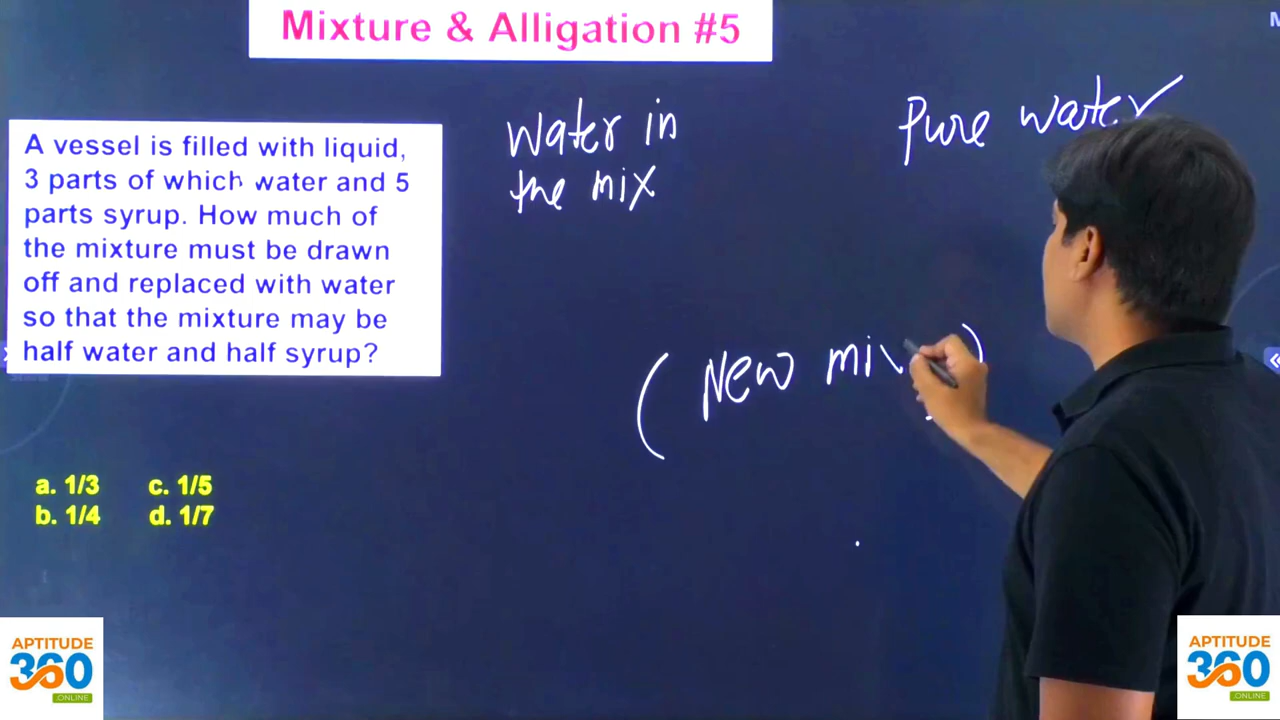 Mixture & Alligation #5
A vessel is filled with liquid,
3 parts of which water and 5
parts syrup. How much of
the mixture must be drawn
off and replaced with water
so that the mixture may be
half water and half syrup?
a. 1/3 c. 1/5
b. 1/4 d. 1/7
Water in
the mix
Pure water
(New mix)
APTITUDE
360
.ONLINE
APTITUDE
360
.ONLINE